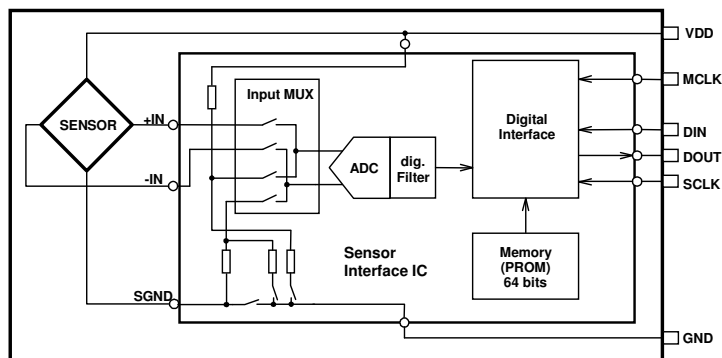 VDD
MCLK
Input MUX
+IN
SENSOR
Digital
Interface
DIN
DOUT
ADC
dig.
Filter
-IN
SCLK
Sensor
Interface IC
Memory
(PROM)
64 bits
SGND
GND